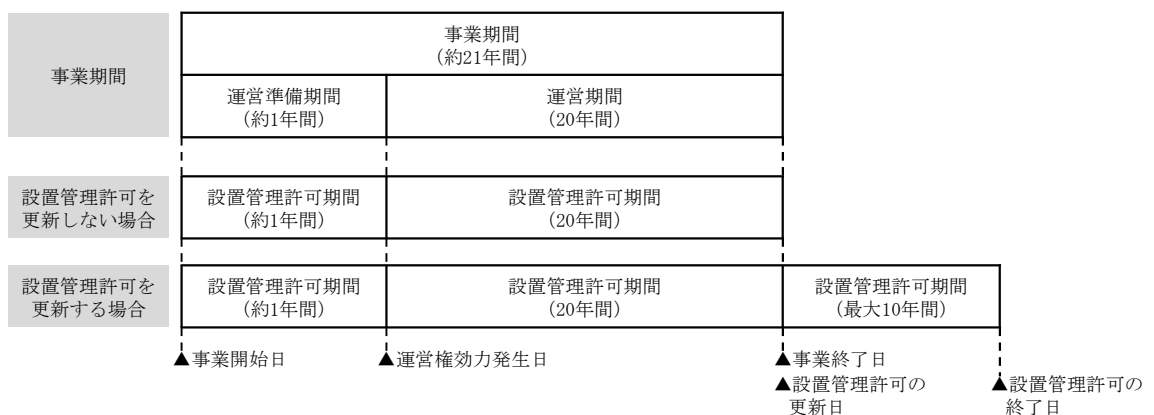 事業期間
事業期間
(約21年間)
運営準備期間
(約1年間)
運営期間
(20年間)
設置管理許可を
更新しない場合
設置管理許可期間
(約1年間)
設置管理許可期間
(20年間)
設置管理許可を
更新する場合
設置管理許可期間
(約1年間)
設置管理許可期間
(20年間)
設置管理許可期間
(最大10年間)
▲事業開始日
▲運営権効力発生日
▲事業終了日
▲設置管理許可の
更新日
▲設置管理許可の
終了日